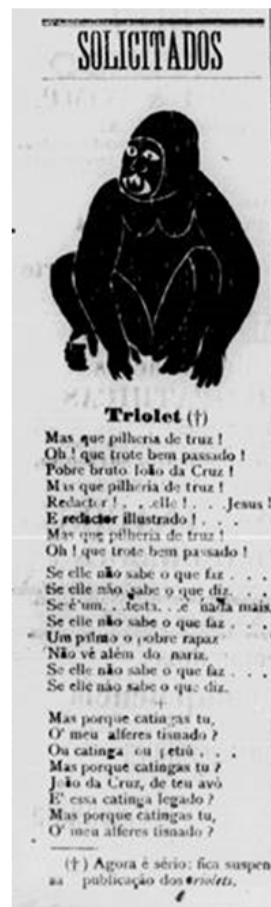 SOLICITADOS
Triolet (†)
Mas que pilheria de truz !
Oh ! que trote bem passado !
Pobre bruto João da Cruz !
Mas que pilheria de truz !
Redactor ! . . .elle ! . . . Jesus !
E redactor illustrado ! . . .
Mas que pilheria de truz !
Oh ! que trote bem passado !
Se elle não sabe o que faz . . .
Se elle não sabe o que diz. . . .
Se é'um. . .testa. . .e nada mais
Se elle não sabe o que faz . . .
Um palmo o pobre rapaz
Não vê além do nariz.
Se elle não sabe o que faz . . .
Se elle não sabe o que diz.
Mas porque catingas tu,
O' meu alferes tisnado ?
Ou catinga ou petrù . . .
Mas porque catingas tu ?
João da Cruz, de teu avò
E' essa catinga legado ?
Mas porque catingas tu,
O' meu alferes tisnado ?
(†) Agora é sério: fica suspen
aa publicação dos triolets.